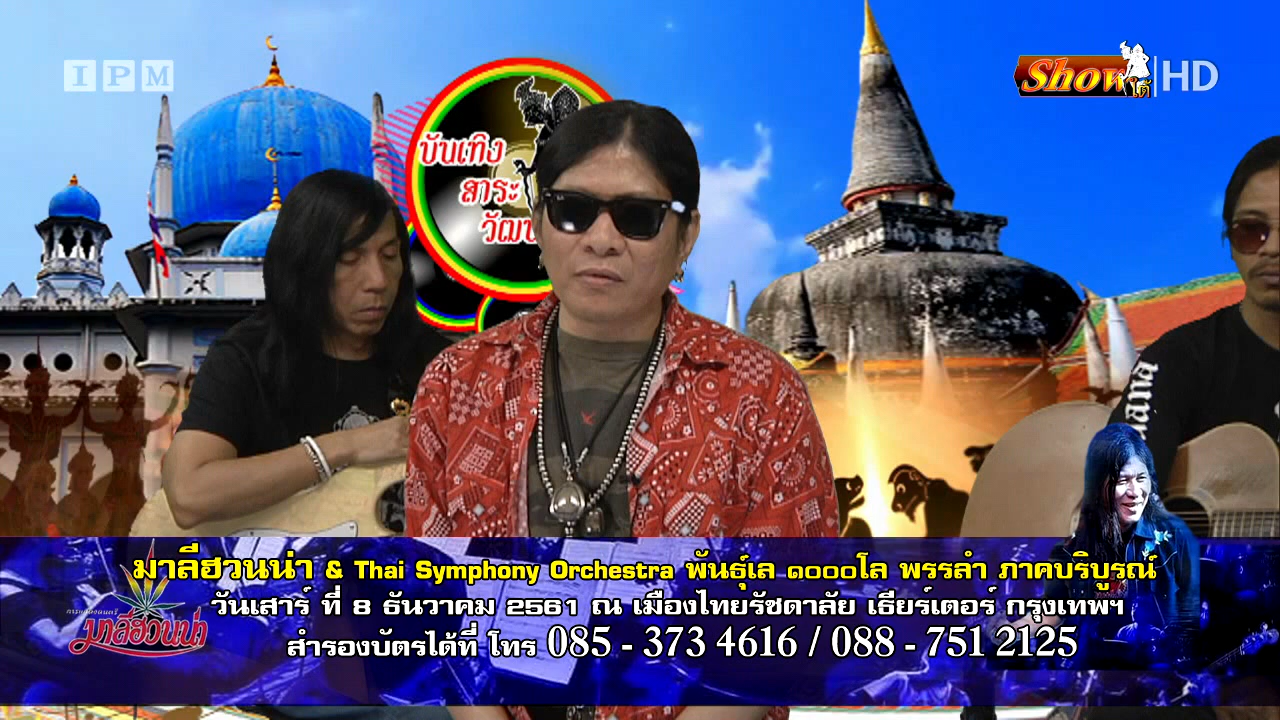 IPM
Show
ใต้
HD
บันเทิง
สาระ
uana
ม่าลีฮวนน่า & Thai Symphony Orchestra พันธุ์เล ๑๐๐๐โล พรรลำ ภาคบริบูรณ์
วันเสาร์ ที่ 8 ธันวาคม 2561 ณ เมืองไทยรัชดาลัย เธียร์เตอร์ กรุงเทพฯ
มาลีฮวนน่า
สำรองบัตรได้ที่ โทร 085 - 373 4616 / 088 - 751 2125